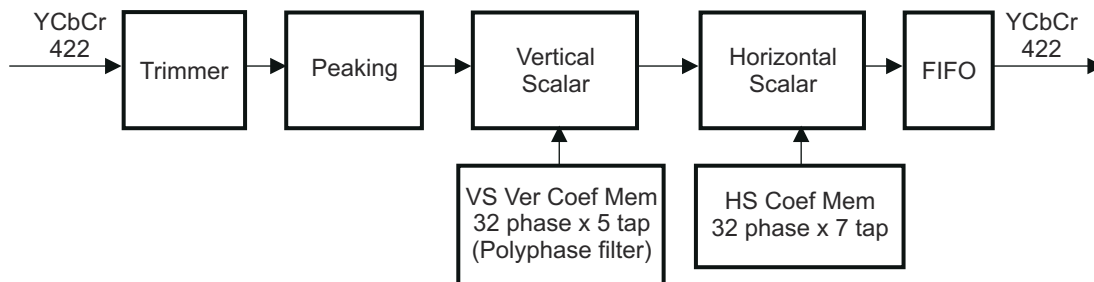 YCbCr
422
Trimmer
Peaking
Vertical
Scalar
Horizontal
Scalar
FIFO
YCbCr
422
VS Ver Coef Mem
32 phase x 5 tap
(Polyphase filter)
HS Coef Mem
32 phase x 7 tap